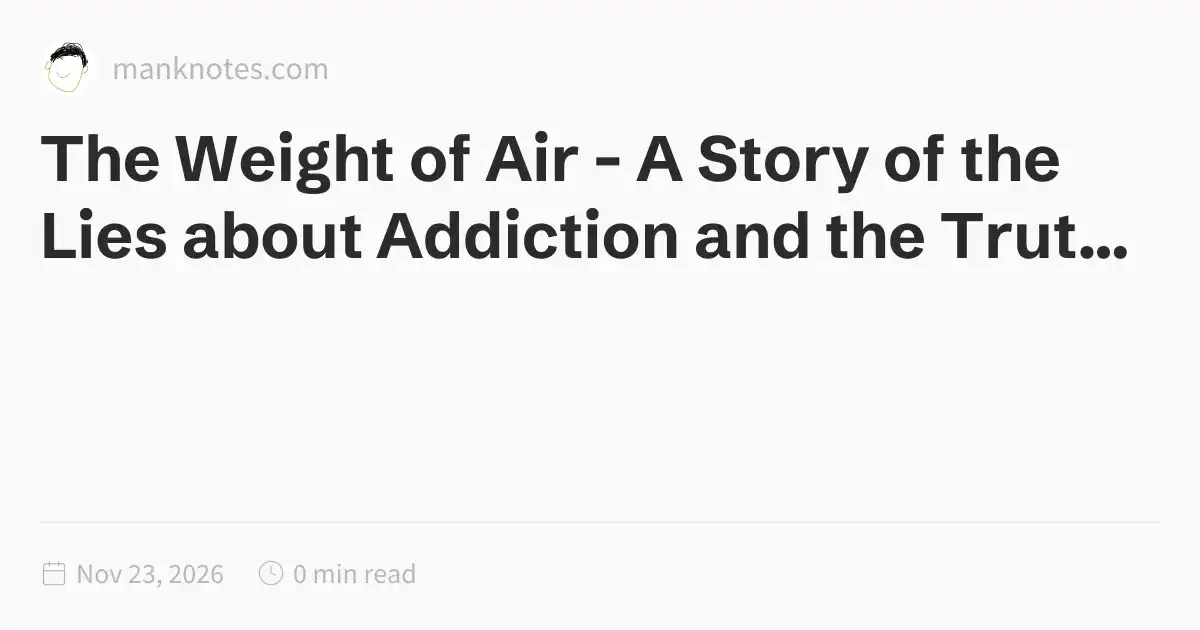 manknotes.com
The Weight of Air – A Story of the
Lies about Addiction and the Trut...
Nov 23, 2026 0 min read